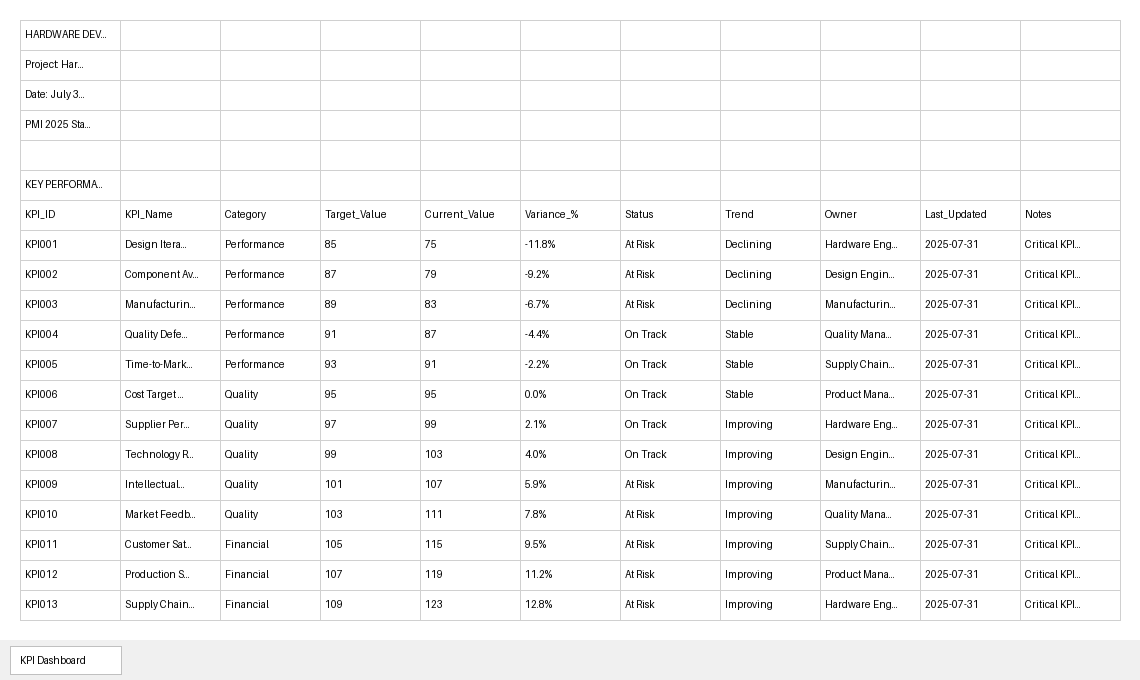 HARDWARE DEV...
Project: Har...
Date: July 3...
PMI 2025 Sta...
KEY PERFORMA...
KPI_ID KPI_Name Category Target_Value Current_Value Variance_% Status Trend Owner Last_Updated Notes
KPI001 Design Itera... Performance 85 75 -11.8% At Risk Declining Hardware Eng... 2025-07-31 Critical KPI...
KPI002 Component Av... Performance 87 79 -9.2% At Risk Declining Design Engin... 2025-07-31 Critical KPI...
KPI003 Manufacturin... Performance 89 83 -6.7% At Risk Declining Manufacturin... 2025-07-31 Critical KPI...
KPI004 Quality Defe... Performance 91 87 -4.4% On Track Stable Quality Mana... 2025-07-31 Critical KPI...
KPI005 Time-to-Mark... Performance 93 91 -2.2% On Track Stable Supply Chain... 2025-07-31 Critical KPI...
KPI006 Cost Target ... Quality 95 95 0.0% On Track Stable Product Mana... 2025-07-31 Critical KPI...
KPI007 Supplier Per... Quality 97 99 2.1% On Track Improving Hardware Eng... 2025-07-31 Critical KPI...
KPI008 Technology R... Quality 99 103 4.0% On Track Improving Design Engin... 2025-07-31 Critical KPI...
KPI009 Intellectual... Quality 101 107 5.9% At Risk Improving Manufacturin... 2025-07-31 Critical KPI...
KPI010 Market Feedb... Quality 103 111 7.8% At Risk Improving Quality Mana... 2025-07-31 Critical KPI...
KPI011 Customer Sat... Financial 105 115 9.5% At Risk Improving Supply Chain... 2025-07-31 Critical KPI...
KPI012 Production S... Financial 107 119 11.2% At Risk Improving Product Mana... 2025-07-31 Critical KPI...
KPI013 Supply Chain... Financial 109 123 12.8% At Risk Improving Hardware Eng... 2025-07-31 Critical KPI...
KPI Dashboard